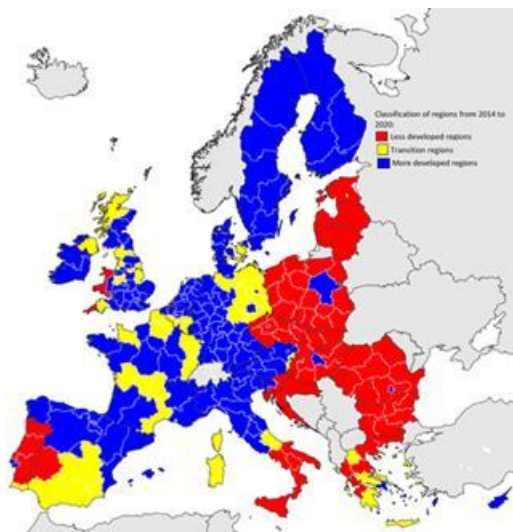 Classification of regions from 2014 to
2020:
Less developed regions
Transition regions
More developed regions